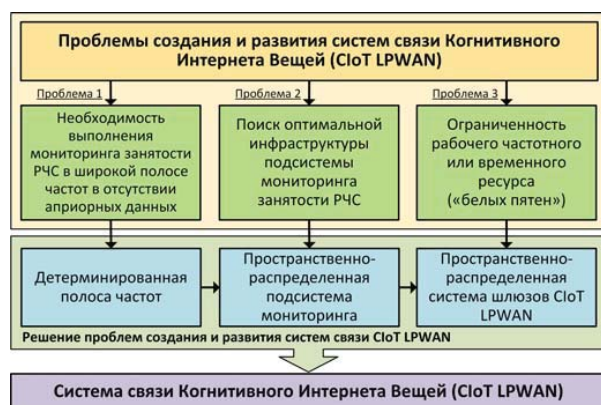 Проблемы создания и развития систем связи Когнитивного
Интернета Вещей (CIoT LPWAN)
Проблема 1
Необходимость
выполнения
мониторинга занятости
РЧС в широкой полосе
частот в отсутствии
априорных данных
Проблема 2
Поиск оптимальной
инфраструктуры
подсистемы
мониторинга
занятости РЧС
Проблема 3
Ограниченность
рабочего частотного
или временного
ресурса
(«белых пятен»)
Детерминированная
полоса частот
Пространственно-
распределенная
подсистема
мониторинга
Пространственно-
распределенная
система шлюзов CIoT
LPWAN
Решение проблем создания и развития систем связи CIoT LPWAN
Система связи Когнитивного Интернета Вещей (CIoT LPWAN)